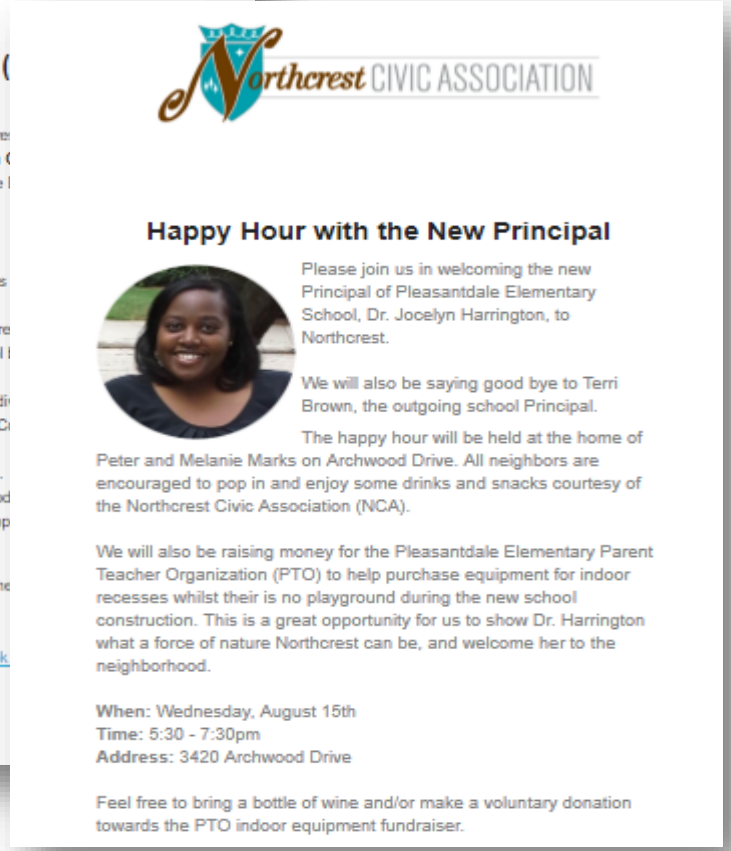 Northcrest CIVIC ASSOCIATION
Happy Hour with the New Principal
Please join us in welcoming the new
Principal of Pleasantdale Elementary
School, Dr. Jocelyn Harrington, to
Northcrest.
We will also be saying good bye to Terri
Brown, the outgoing school Principal.
The happy hour will be held at the home of
Peter and Melanie Marks on Archwood Drive. All neighbors are
encouraged to pop in and enjoy some drinks and snacks courtesy of
the Northcrest Civic Association (NCA).
We will also be raising money for the Pleasantdale Elementary Parent
Teacher Organization (PTO) to help purchase equipment for indoor
recesses whilst their is no playground during the new school
construction. This is a great opportunity for us to show Dr. Harrington
what a force of nature Northcrest can be, and welcome her to the
neighborhood.
When: Wednesday, August 15th
Time: 5:30 - 7:30pm
Address: 3420 Archwood Drive
Feel free to bring a bottle of wine and/or make a voluntary donation
towards the PTO indoor equipment fundraiser.